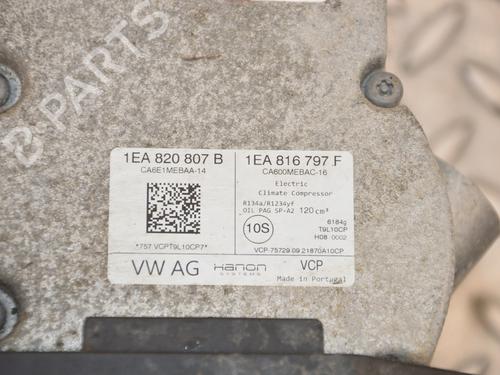 B-PARTS
1EA 820 807 B
CA6E1MEBAA-14
*757 VCPT9L10CP7*
1EA 816 797 F
CA600MEBAC-16
Electric
Climate Compressor
R134a/R1234yf
OIL PAG SP-A2 120 cm³
10S
6184g
T9L10CP
H08 0002
VCP-75729 09 21870A10CP
VW AG
Hanon
SYSTEMS
VCP
Made in Portugal